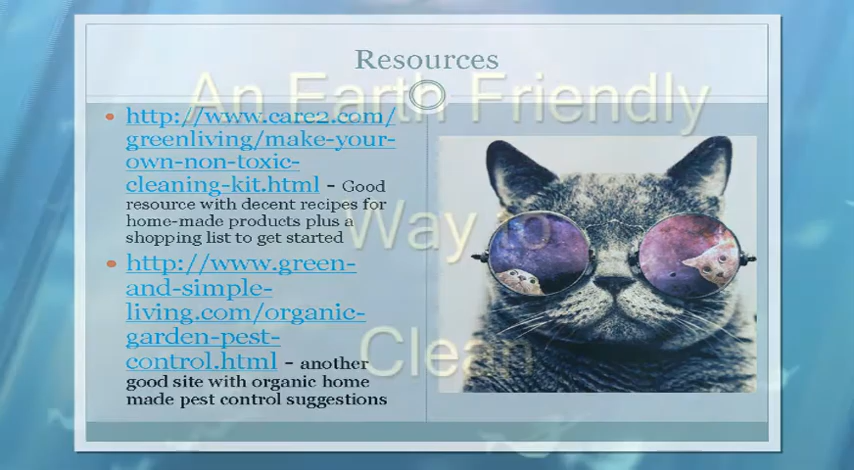 Resources
An Earth Friendly
Way to
Clean
http://www.care2.com/
greenliving/make-your-
own-non-toxic-
cleaning-kit.html - Good
resource with decent recipes for
home-made products plus a
shopping list to get started
http://www.green-
and-simple-
living.com/organic-
garden-pest-
control.html - another
good site with organic home
made pest control suggestions